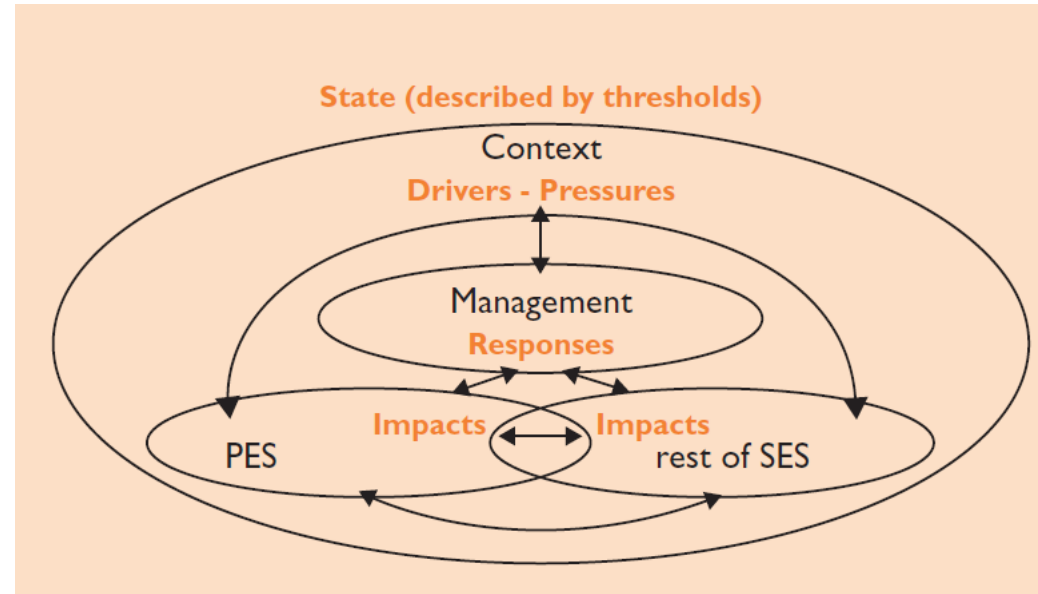 State (described by thresholds)
Context
Drivers - Pressures
Management
Responses
Impacts Impacts
PES rest of SES